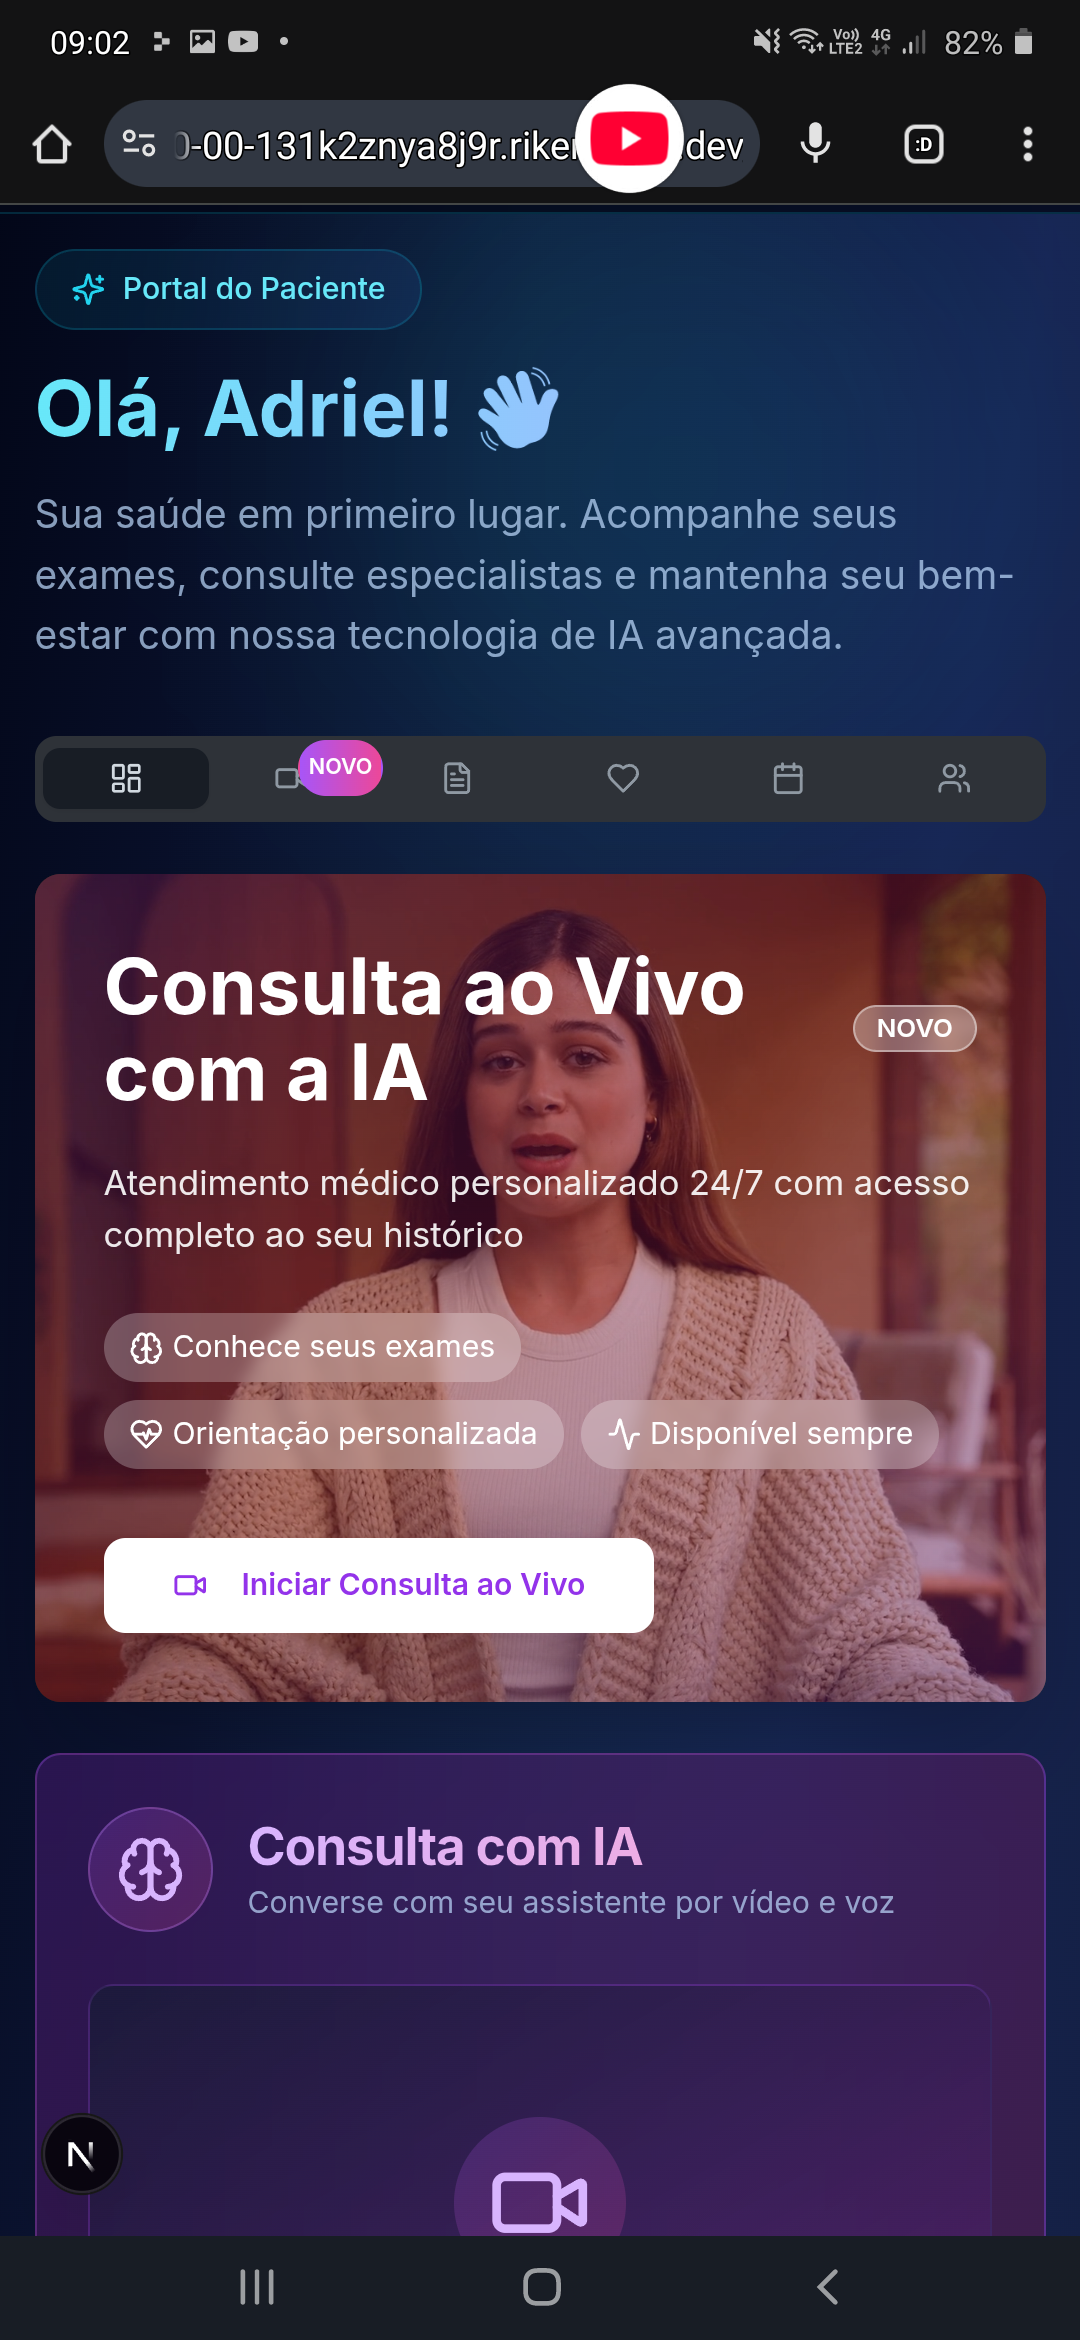 09:02
Vo))
LTE2
4G
82%
0-00-131k2znya8j9r.riker
.dev
:D
Portal do Paciente
Olá, Adriel! 👋
Sua saúde em primeiro lugar. Acompanhe seus
exames, consulte especialistas e mantenha seu bem-
estar com nossa tecnologia de IA avançada.
NOVO
Consulta ao Vivo
com a IA
NOVO
Atendimento médico personalizado 24/7 com acesso
completo ao seu histórico
Conhece seus exames
Orientação personalizada
Disponível sempre
Iniciar Consulta ao Vivo
Consulta com IA
Converse com seu assistente por vídeo e voz
N